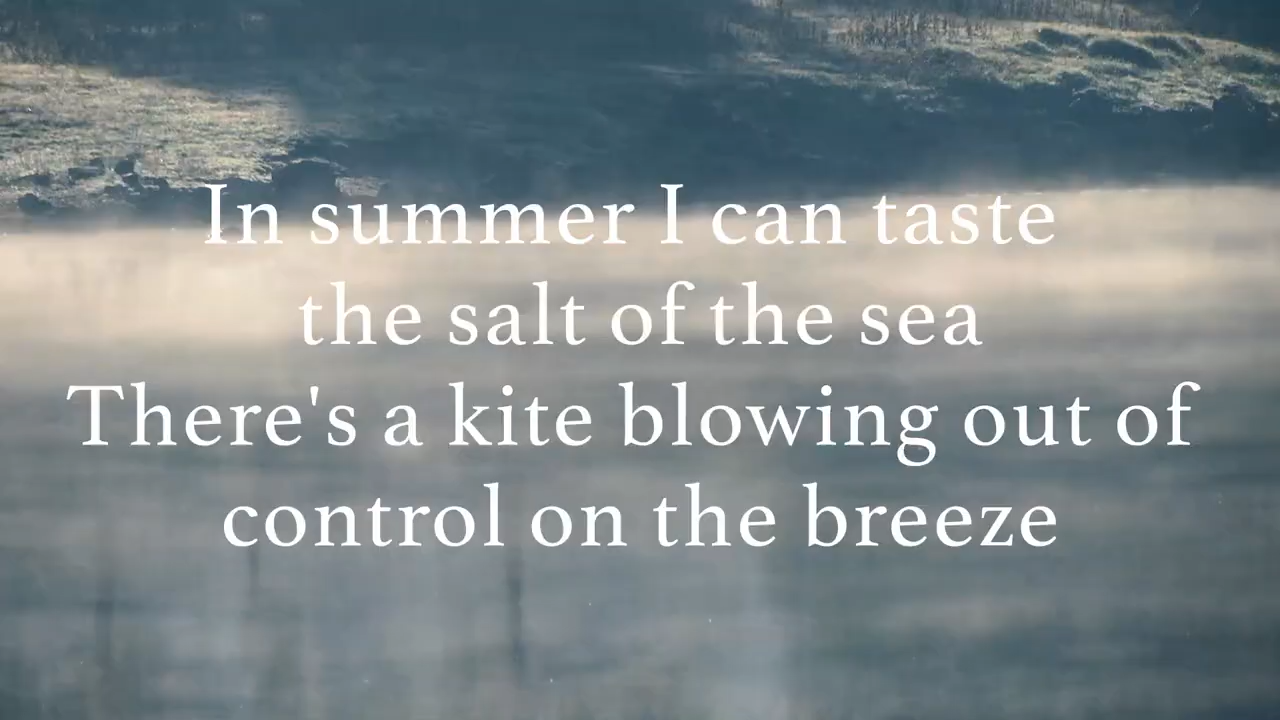 In summer I can taste
the salt of the sea
There's a kite blowing out of
control on the breeze